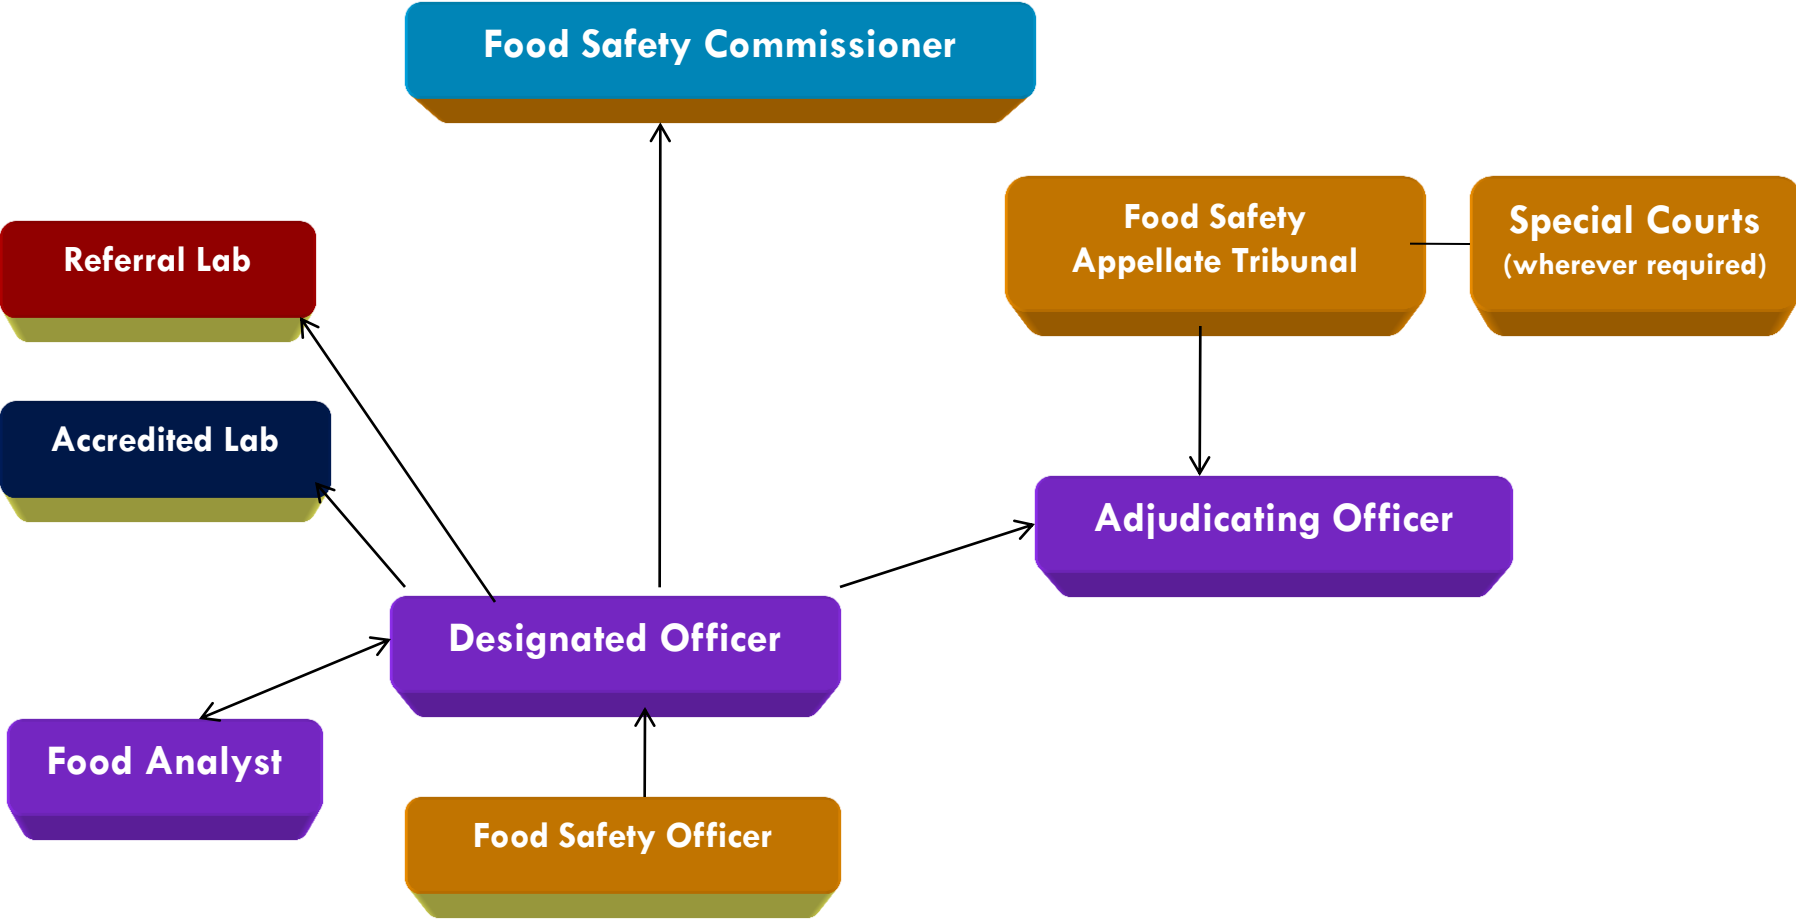 Food Safety Commissioner
Food Safety
Appellate Tribunal
Special Courts
(wherever required)
Referral Lab
Accredited Lab
Adjudicating Officer
Designated Officer
Food Analyst
Food Safety Officer